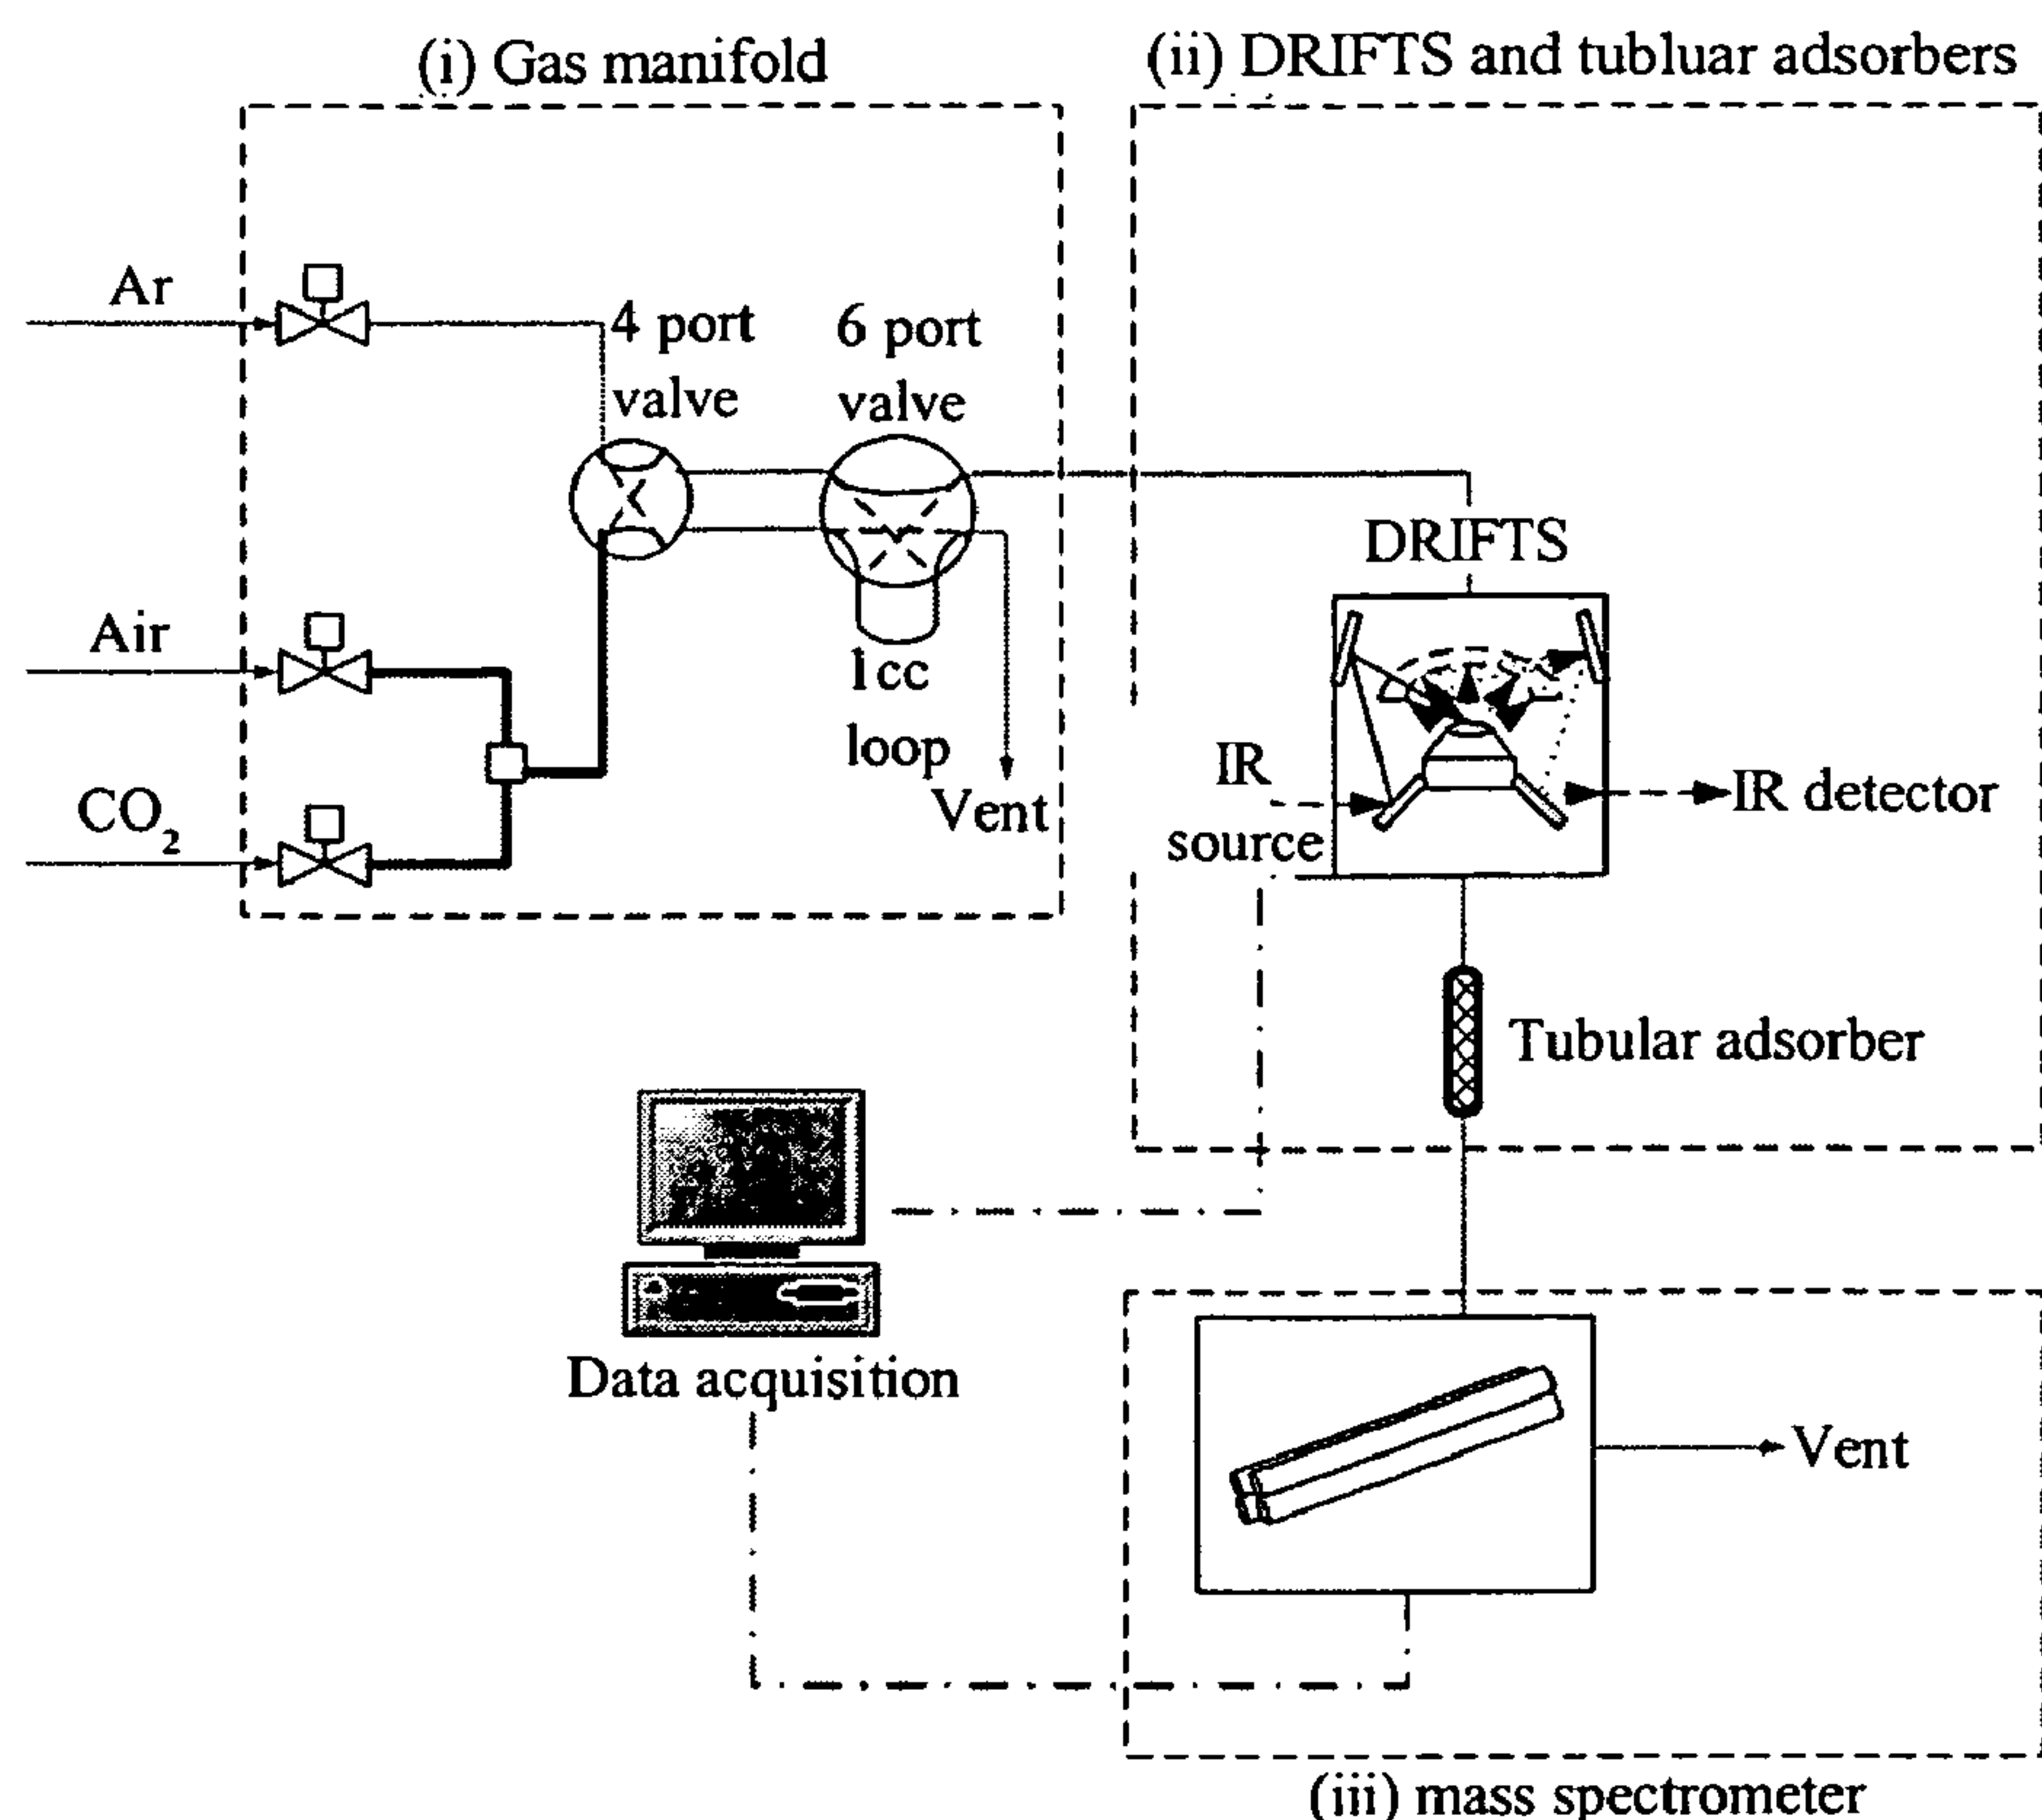 (i) Gas manifold
(ii) DRIFTS and tubluar adsorbers
Ar
4 port
valve
6 port
valve
Air
1cc
loop
Vent
CO₂
DRIFTS
IR
source
IR detector
Tubular adsorber
Data acquisition
Vent
(iii) mass spectrometer